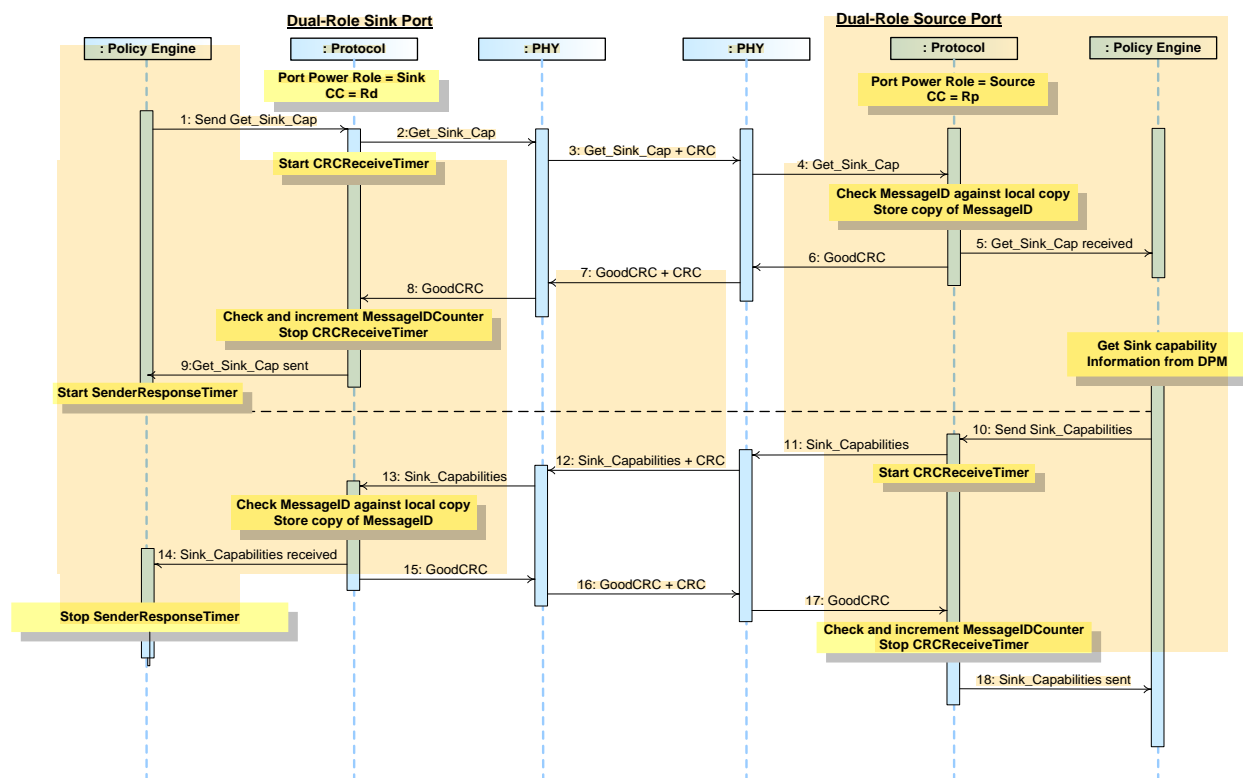 Dual-Role Sink Port
Dual-Role Source Port
: Policy Engine
: Protocol
: PHY
: PHY
: Protocol
: Policy Engine
Port Power Role = Sink
CC = Rd
Port Power Role = Source
CC = Rp
1: Send Get_Sink_Cap
2:Get_Sink_Cap
Start CRCReceiveTimer
3: Get_Sink_Cap + CRC
4: Get_Sink_Cap
Check MessageID against local copy
Store copy of MessageID
5: Get_Sink_Cap received
6: GoodCRC
7: GoodCRC + CRC
8: GoodCRC
Check and increment MessageIDCounter
Stop CRCReceiveTimer
Get Sink capability
Information from DPM
9:Get_Sink_Cap sent
Start SenderResponseTimer
10: Send Sink_Capabilities
11: Sink_Capabilities
Start CRCReceiveTimer
12: Sink_Capabilities + CRC
13: Sink_Capabilities
Check MessageID against local copy
Store copy of MessageID
14: Sink_Capabilities received
15: GoodCRC
16: GoodCRC + CRC
17: GoodCRC
Stop SenderResponseTimer
Check and increment MessageIDCounter
Stop CRCReceiveTimer
18: Sink_Capabilities sent